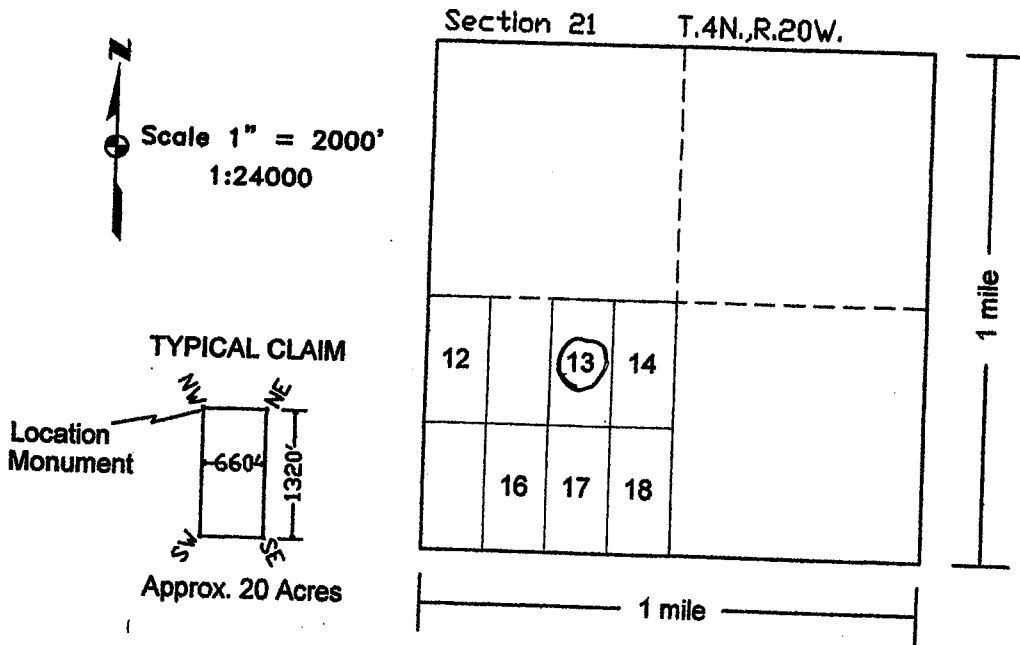 Section 21 T.4N.,R.20W.
N
Scale 1" = 2000'
1:24000
1 mile
12 13 14
16 17 18
TYPICAL CLAIM
NW NE
Location
Monument
660'
1320'
SW SE
Approx. 20 Acres
1 mile